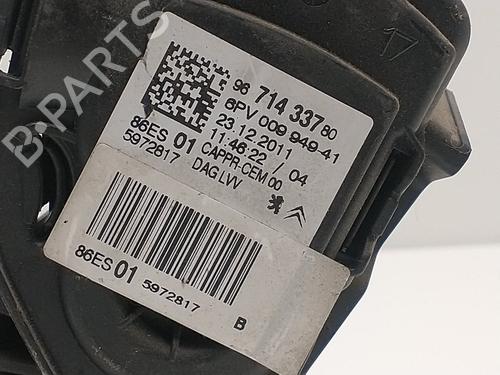 B-PARTS
17
96 714 337 80
6PV 009 949-41
23.12.2011
11:46:22 / 04
86ES 01 CAPPR-CEM 00
5972817
DAG LVV
86ES 01 5972817 B